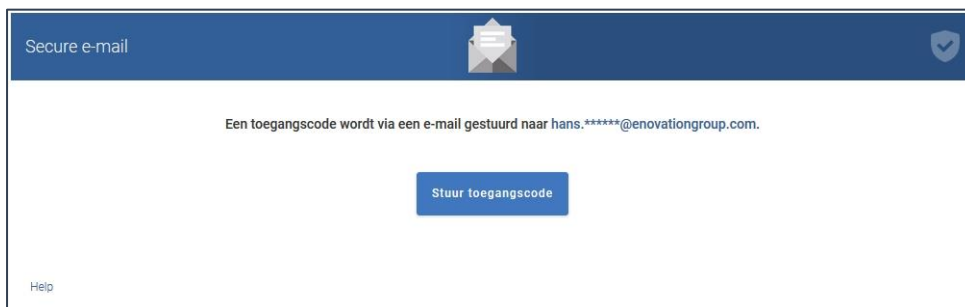 Secure e-mail
Een toegangscode wordt via een e-mail gestuurd naar hans.******@enovationgroup.com.
Stuur toegangscode
Help